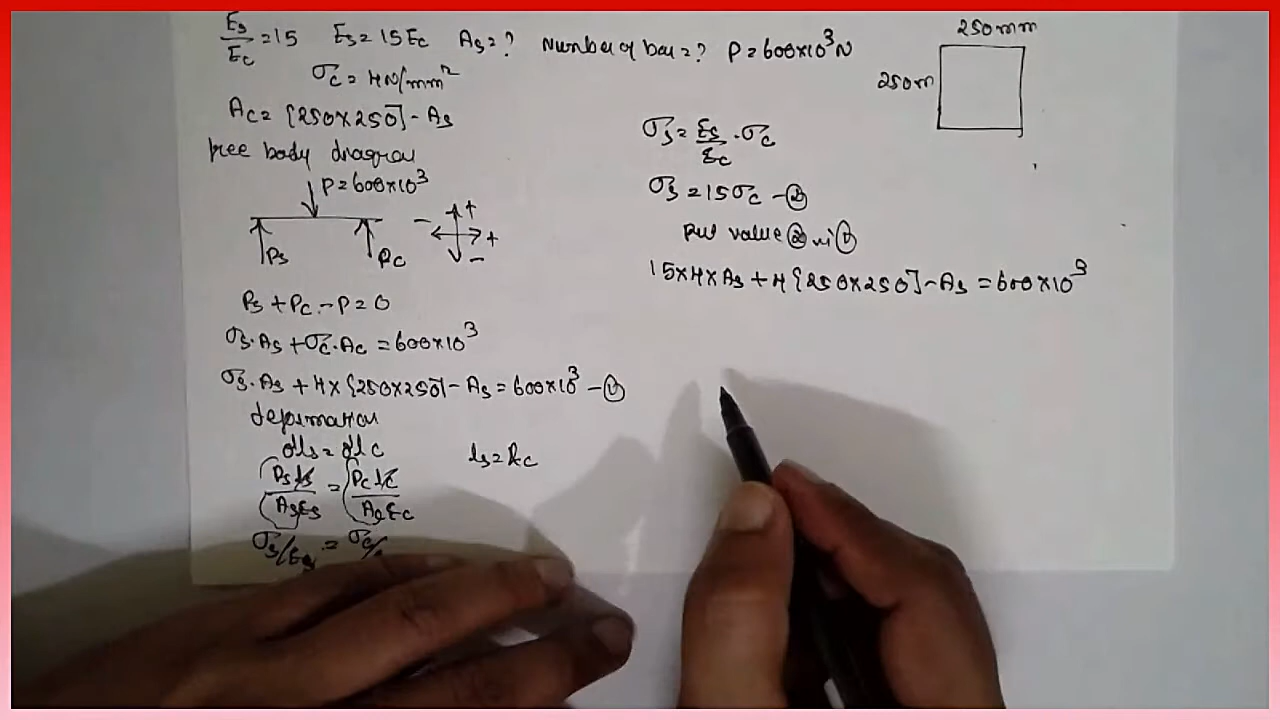 Es/Ec = 15 Es = 15Ec As = ? Number of bar = ? P = 600×10³N
σc = 4N/mm²
Ac = {250×250} - As
free body diagram
P = 600×10³
- + + -
Ps Pc
Ps + Pc - P = 0
σs.As + σc.Ac = 600×10³
σs.As + 4×{250×250} - As = 600×10³ - ①
deformation
δls = δlc ls = lc
Ps ls/As Es = Pc lc/Ac Ec
σs/Es = σc/
250mm
250m
σs = Es/Ec . σc
σs = 15σc - ②
put value ② in ①
15×4×As + 4{250×250} - As = 600×10³